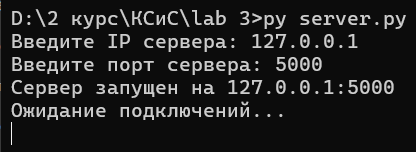 D:\2 курс\КСиС\lab 3>py server.py
Введите IP сервера: 127.0.0.1
Введите порт сервера: 5000
Сервер запущен на 127.0.0.1:5000
Ожидание подключений...